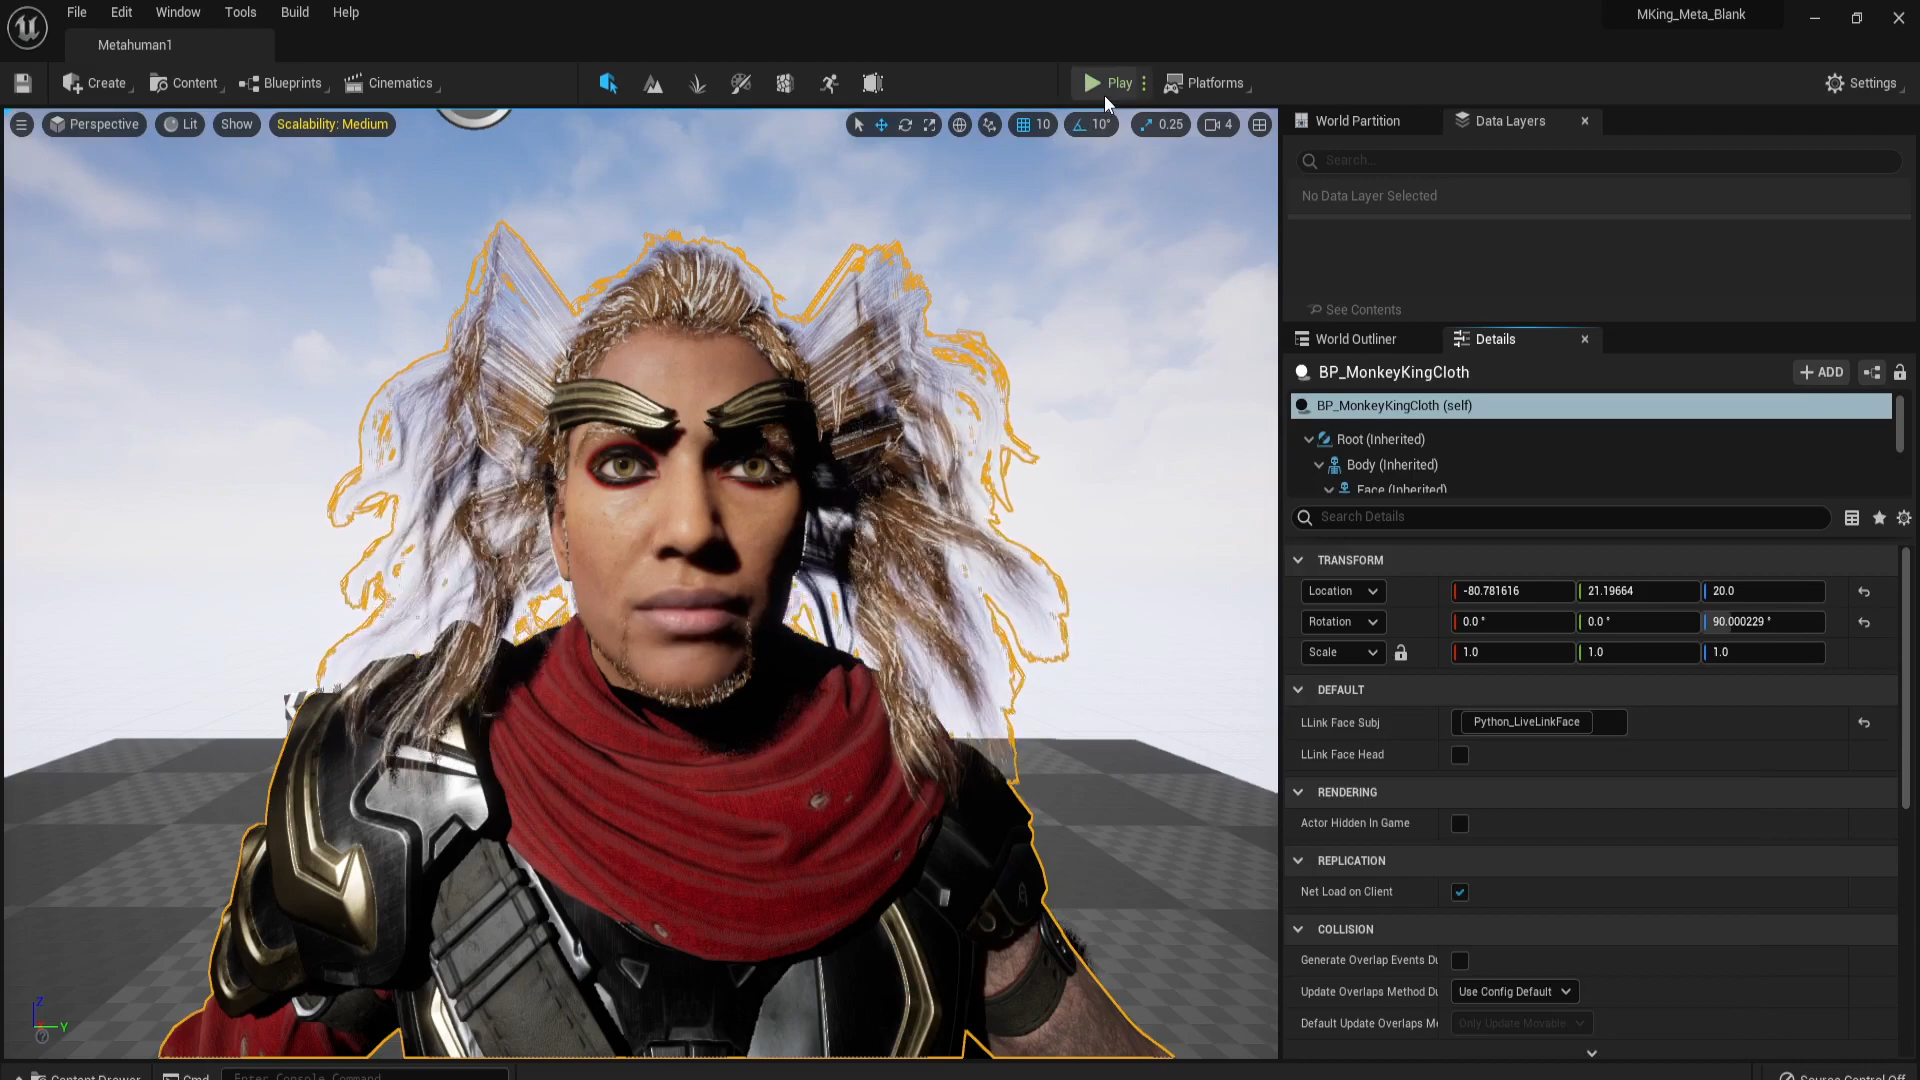 File Edit Window Tools Build Help
MKing_Meta_Blank
Metahuman1
Create Content Blueprints Cinematics Play Platforms Settings
Perspective Lit Show Scalability: Medium 10 10° 0.25 4
World Partition Data Layers
Search...
No Data Layer Selected
See Contents
World Outliner Details
BP_MonkeyKingCloth ADD
BP_MonkeyKingCloth (self)
Root (Inherited)
Body (Inherited)
Face (Inherited)
Search Details
TRANSFORM
Location -80.781616 21.19664 20.0
Rotation 0.0° 0.0° 90.000229°
Scale 1.0 1.0 1.0
DEFAULT
LLink Face Subj Python_LiveLinkFace
LLink Face Head
RENDERING
Actor Hidden In Game
REPLICATION
Net Load on Client
COLLISION
Generate Overlap Events Du
Update Overlaps Method Du Use Config Default
Default Update Overlaps Me Only Update Movable
Z
Y
Content Drawer Cmd Enter Console Command Source Control Off